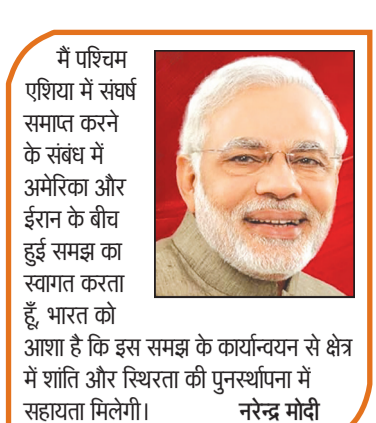 मैं पश्चिम
एशिया में संघर्ष
समाप्त करने
के संबंध में
अमेरिका और
ईरान के बीच
हुई समझ का
स्वागत करता
हूँ, भारत को
आशा है कि इस समझ के कार्यान्वयन से क्षेत्र
में शांति और स्थिरता की पुनर्स्थापना में
सहायता मिलेगी। नरेन्द्र मोदी